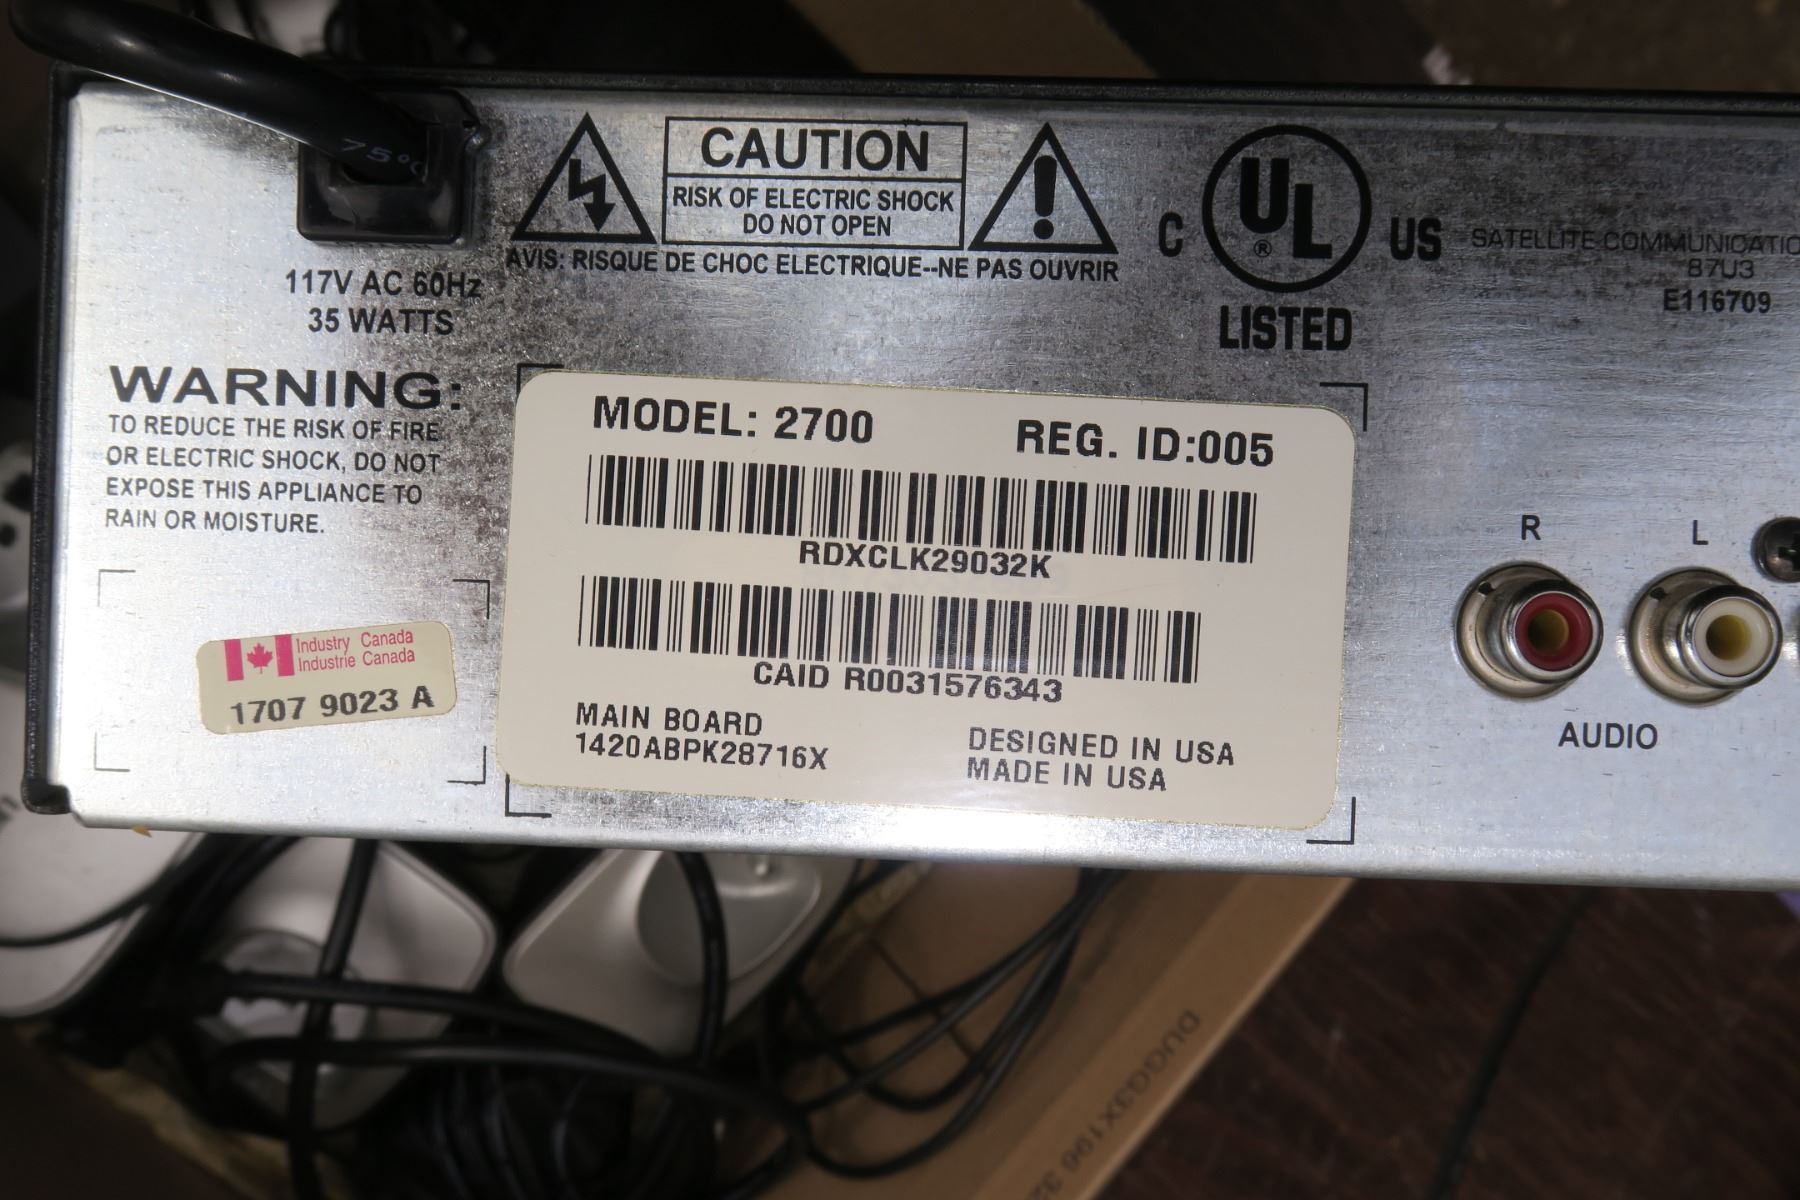 75°C
CAUTION
RISK OF ELECTRIC SHOCK
DO NOT OPEN
AVIS: RISQUE DE CHOC ELECTRIQUE--NE PAS OUVRIR
117V AC 60Hz
35 WATTS
C UL ® US
LISTED
SATELLITE COMMUNICATIO
87U3
E116709
WARNING:
TO REDUCE THE RISK OF FIRE
OR ELECTRIC SHOCK, DO NOT
EXPOSE THIS APPLIANCE TO
RAIN OR MOISTURE.
Industry Canada
Industrie Canada
1707 9023 A
MODEL: 2700 REG. ID:005
RDXCLK29032K
CAID R0031576343
MAIN BOARD
1420ABPK28716X
DESIGNED IN USA
MADE IN USA
R L
AUDIO